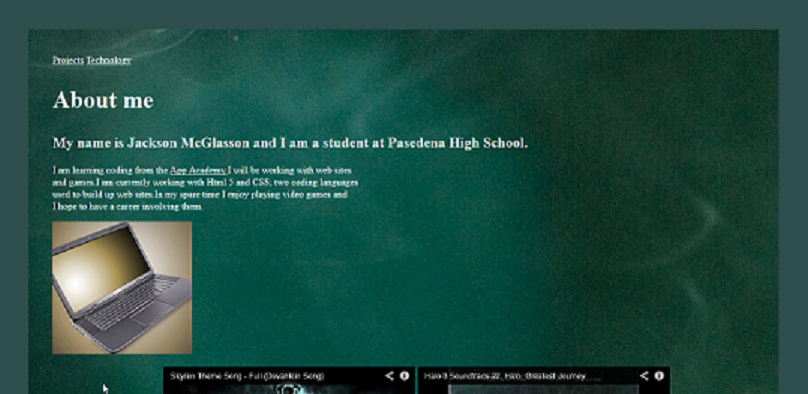 Projects Technology
About me
My name is Jackson McGlasson and I am a student at Pasedena High School.
I am learning coding from the App Academy.I will be working with web sites
and games.I am currently working with Html 5 and CSS; two coding languages
used to build up web sites.In my spare time I enjoy playing video games and
I hope to have a career involving them.
Skyrim Theme Song - Full (Dovahkiin Song)
Halo 3 Soundtrack-22, Halo, Greatest Journey